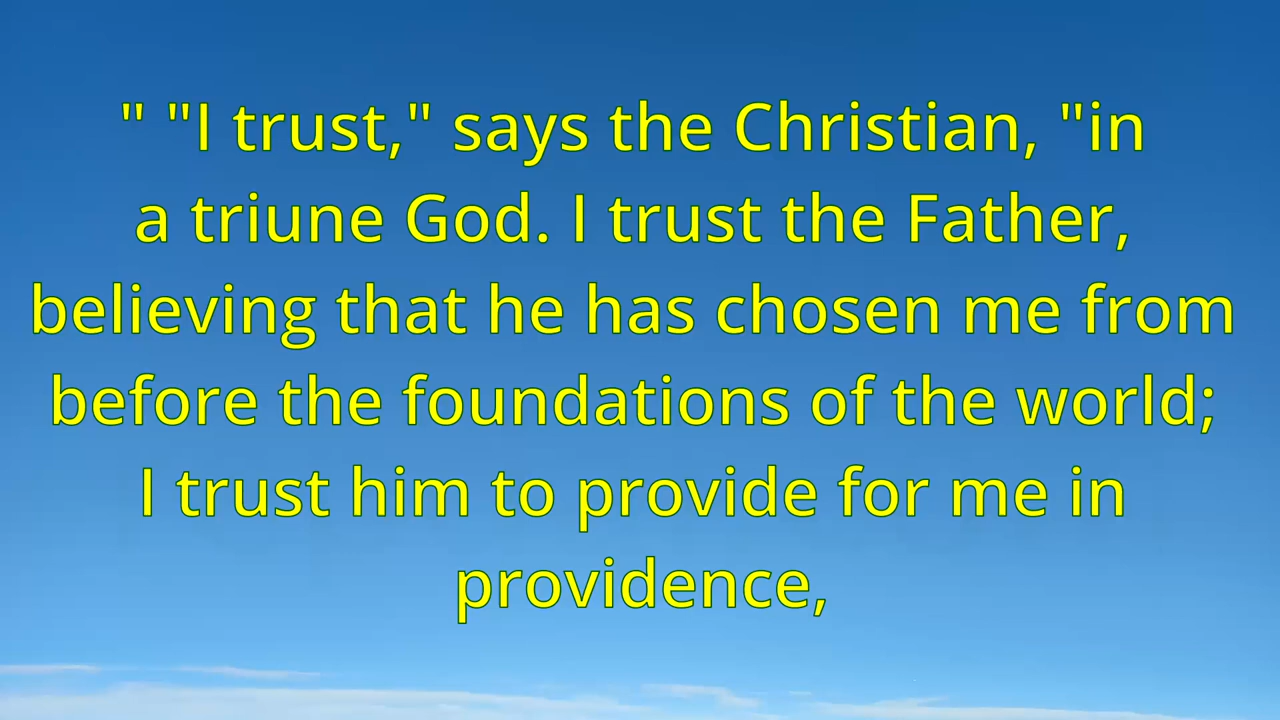 " "I trust," says the Christian, "in
a triune God. I trust the Father,
believing that he has chosen me from
before the foundations of the world;
I trust him to provide for me in
providence,